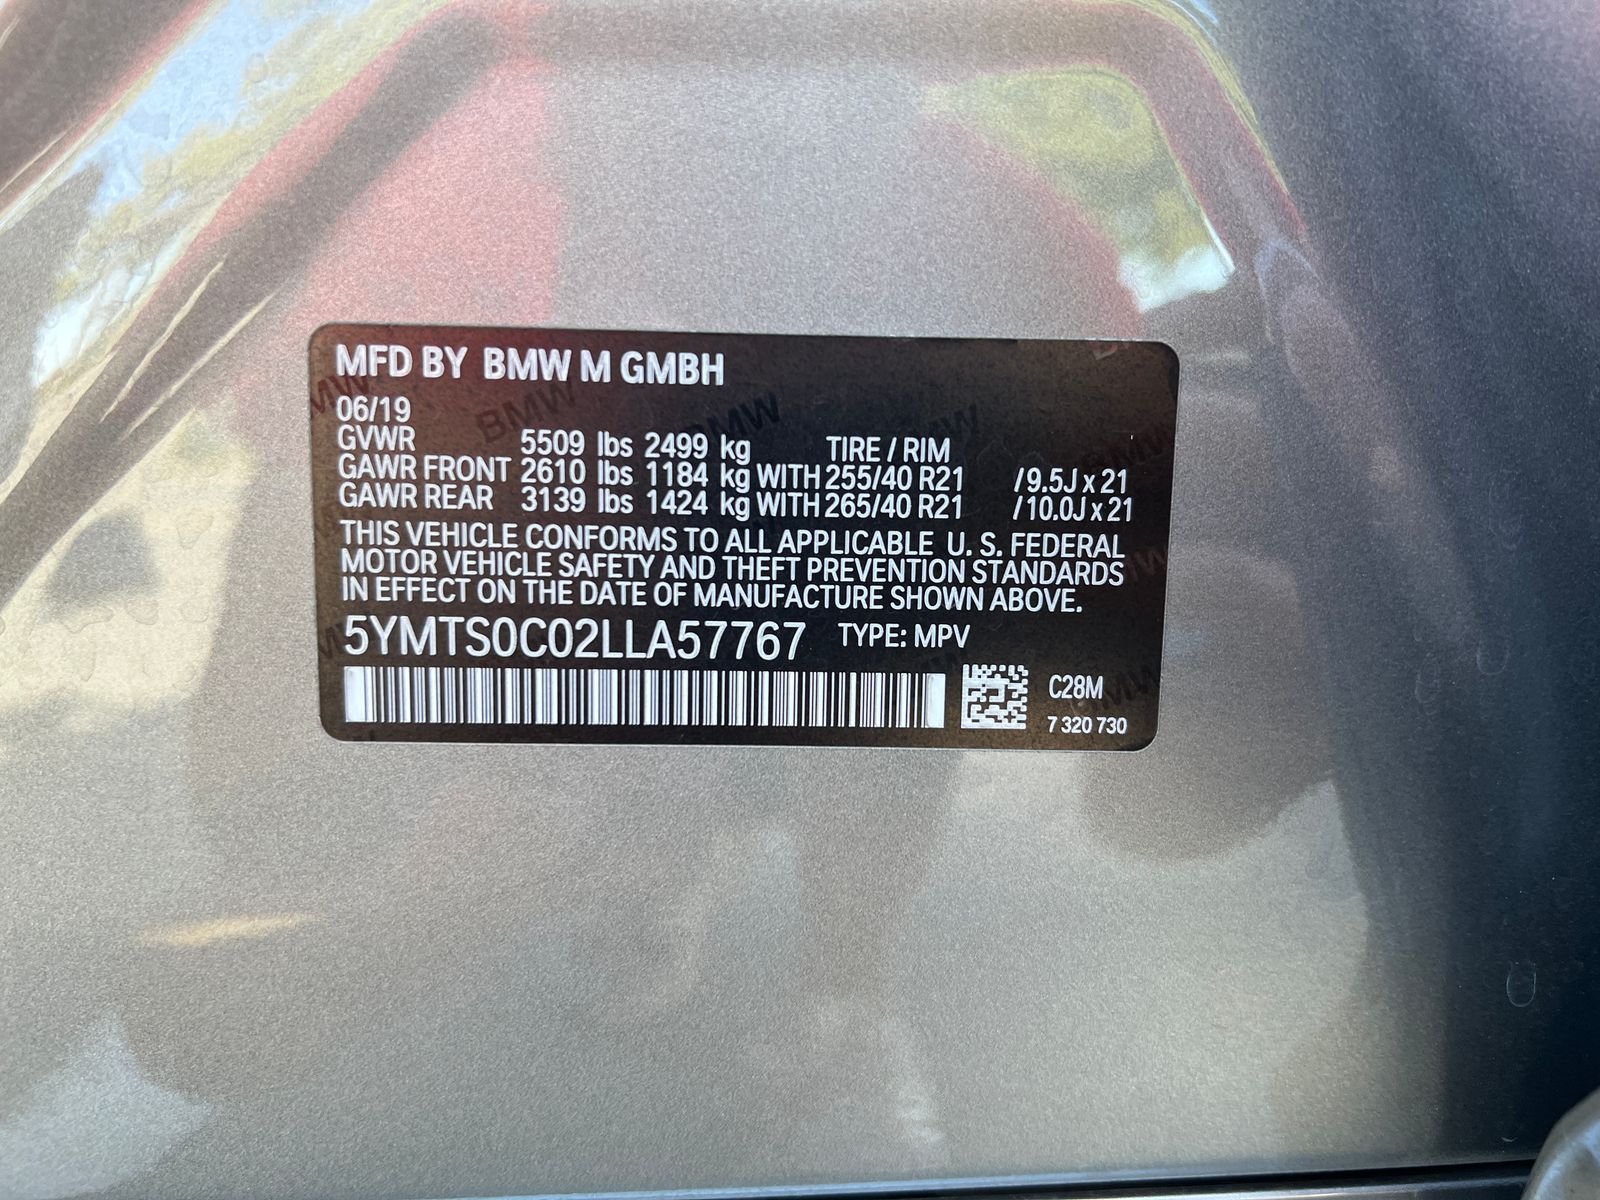 MFD BY BMW M GMBH
06/19
GVWR 5509 lbs 2499 kg TIRE / RIM
GAWR FRONT 2610 lbs 1184 kg WITH 255/40 R21 / 9.5J x 21
GAWR REAR 3139 lbs 1424 kg WITH 265/40 R21 / 10.0J x 21
THIS VEHICLE CONFORMS TO ALL APPLICABLE U. S. FEDERAL
MOTOR VEHICLE SAFETY AND THEFT PREVENTION STANDARDS
IN EFFECT ON THE DATE OF MANUFACTURE SHOWN ABOVE.
5YMTS0C02LLA57767 TYPE: MPV
C28M
7 320 730